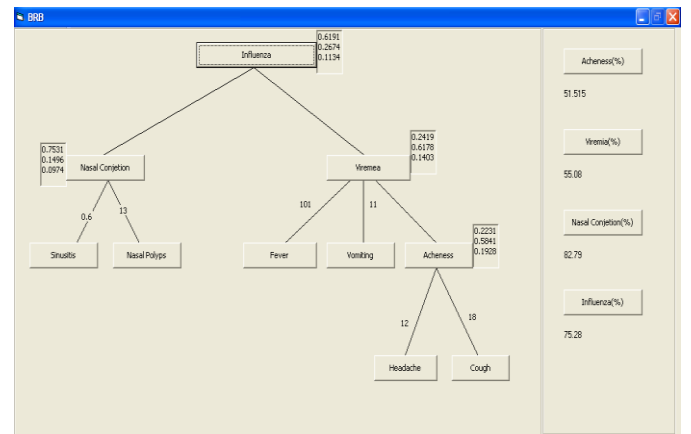 BRB
Influenza
0.6191
0.2674
0.1134
Nasal Conjetion
0.7531
0.1496
0.0974
Viremea
0.2419
0.6178
0.1403
0.6
13
101
11
Sinusitis
Nasal Polyps
Fever
Vomiting
Acheness
0.2231
0.5841
0.1928
12
18
Headache
Cough
Acheness(%)
51.515
Viremia(%)
55.08
Nasal Conjetion(%)
82.79
Influenza(%)
75.28